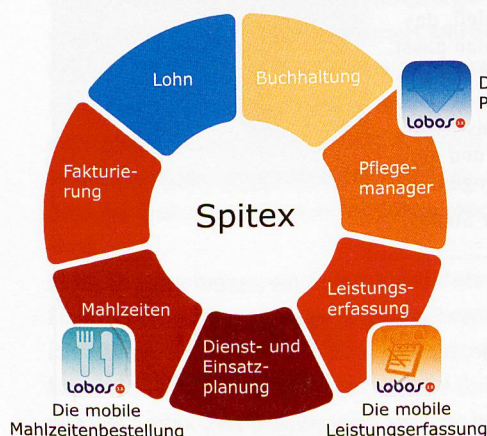 Lohn
Buchhaltung
Lobos
D
P
Fakturie-
rung
Pflege-
manager
Spitex
Leistungs-
erfassung
Mahlzeiten
Dienst- und
Einsatz-
planung
Lobos
Lobos
Die mobile
Mahlzeitenbestellung
Die mobile
Leistungserfassung